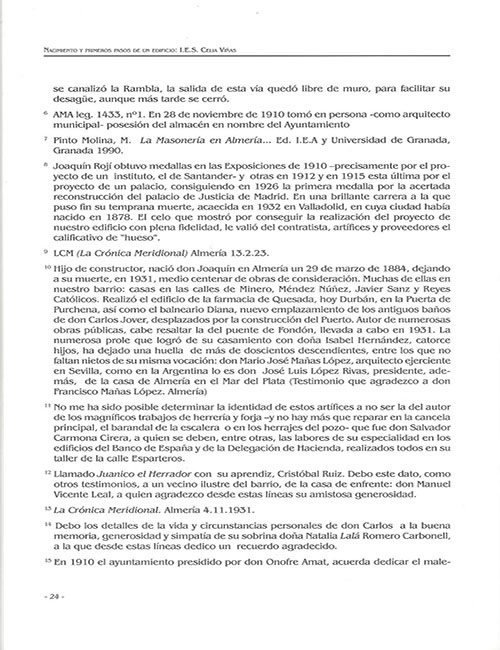 NACIMIENTO Y PRIMEROS PASOS DE UN EDIFICIO: I.E.S. CELIA VIÑAS
se canalizó la Rambla, la salida de esta vía quedó libre de muro, para facilitar su
desagüe, aunque más tarde se cerró.
6 AMA leg. 1433, nº1. En 28 de noviembre de 1910 tomó en persona -como arquitecto
municipal- posesión del almacén en nombre del Ayuntamiento
7 Pinto Molina, M. La Masonería en Almería... Ed. I.E.A y Universidad de Granada,
Granada 1990.
8 Joaquín Rojí obtuvo medallas en las Exposiciones de 1910 –precisamente por el pro-
yecto de un instituto, el de Santander- y otras en 1912 y en 1915 esta última por el
proyecto de un palacio, consiguiendo en 1926 la primera medalla por la acertada
reconstrucción del palacio de Justicia de Madrid. En una brillante carrera a la que
puso fin su temprana muerte, acaecida en 1932 en Valladolid, en cuya ciudad había
nacido en 1878. El celo que mostró por conseguir la realización del proyecto de
nuestro edificio con plena fidelidad, le valió del contratista, artífices y proveedores el
calificativo de "hueso".
9 LCM (La Crónica Meridional) Almería 13.2.23.
10 Hijo de constructor, nació don Joaquín en Almería un 29 de marzo de 1884, dejando
a su muerte, en 1931, medio centenar de obras de consideración. Muchas de ellas en
nuestro barrio: casas en las calles de Minero, Méndez Núñez, Javier Sanz y Reyes
Católicos. Realizó el edificio de la farmacia de Quesada, hoy Durbán, en la Puerta de
Purchena, así como el balneario Diana, nuevo emplazamiento de los antiguos baños
de don Carlos Jover, desplazados por la construcción del Puerto. Autor de numerosas
obras públicas, cabe resaltar la del puente de Fondón, llevada a cabo en 1931. La
numerosa prole que logró de su casamiento con doña Isabel Hernández, catorce
hijos, ha dejado una huella de más de doscientos descendientes, entre los que no
faltan nietos de su misma vocación: don Mario José Mañas López, arquitecto ejerciente
en Sevilla, como en la Argentina lo es don José Luis López Rivas, presidente, ade-
más, de la casa de Almería en el Mar del Plata (Testimonio que agradezco a don
Francisco Mañas López. Almería)
11 No me ha sido posible determinar la identidad de estos artífices a no ser la del autor
de los magníficos trabajos de herrería y forja –y no hay más que reparar en la cancela
principal, el barandal de la escalera o en los herrajes del pozo- que fue don Salvador
Carmona Cirera, a quien se deben, entre otras, las labores de su especialidad en los
edificios del Banco de España y de la Delegación de Hacienda, realizados todos en su
taller de la calle Esparteros.
12 Llamado Juanico el Herrador con su aprendiz, Cristóbal Ruiz. Debo este dato, como
otros testimonios, a un vecino ilustre del barrio, de la casa de enfrente: don Manuel
Vicente Leal, a quien agradezco desde estas líneas su amistosa generosidad.
13 La Crónica Meridional. Almería 4.11.1931.
14 Debo los detalles de la vida y circunstancias personales de don Carlos a la buena
memoria, generosidad y simpatía de su sobrina doña Natalia Lalá Romero Carbonell,
a la que desde estas líneas dedico un recuerdo agradecido.
15 En 1910 el ayuntamiento presidido por don Onofre Amat, acuerda dedicar el male-
- 24 -